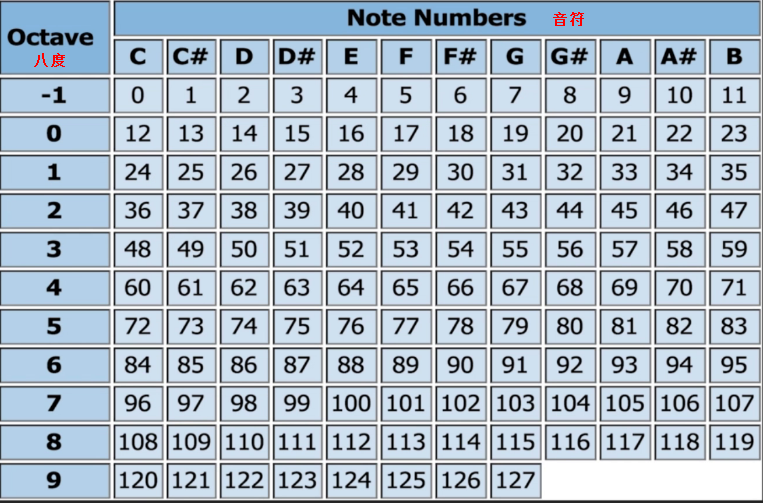 Note Numbers 音符
Octave
八度
C C# D D# E F F# G G# A A# B
-1 0 1 2 3 4 5 6 7 8 9 10 11
0 12 13 14 15 16 17 18 19 20 21 22 23
1 24 25 26 27 28 29 30 31 32 33 34 35
2 36 37 38 39 40 41 42 43 44 45 46 47
3 48 49 50 51 52 53 54 55 56 57 58 59
4 60 61 62 63 64 65 66 67 68 69 70 71
5 72 73 74 75 76 77 78 79 80 81 82 83
6 84 85 86 87 88 89 90 91 92 93 94 95
7 96 97 98 99 100 101 102 103 104 105 106 107
8 108 109 110 111 112 113 114 115 116 117 118 119
9 120 121 122 123 124 125 126 127